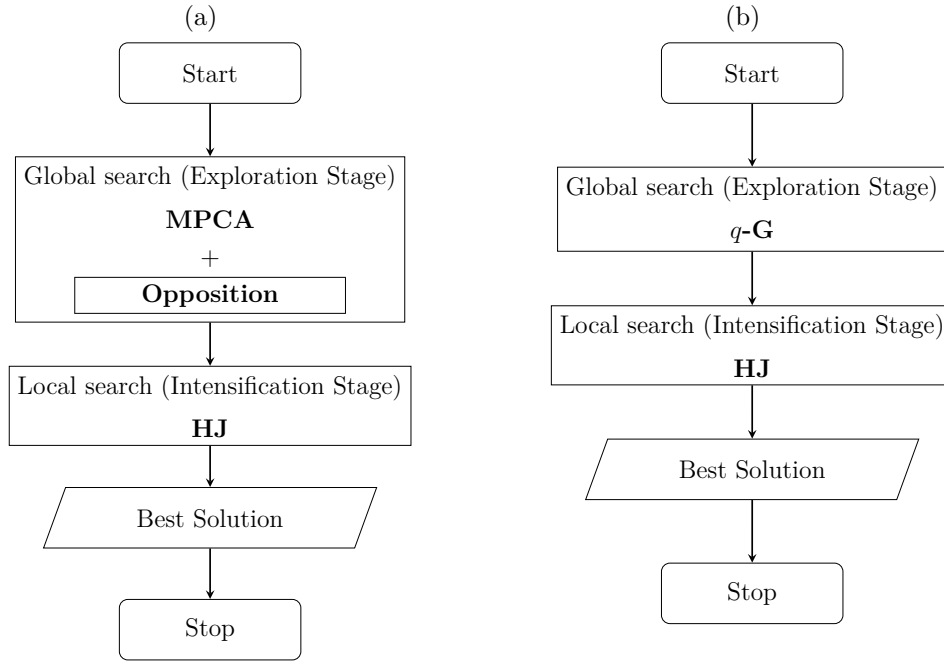 (a)
Start
Global search (Exploration Stage)
MPCA
+
Opposition
Local search (Intensification Stage)
HJ
Best Solution
Stop
(b)
Start
Global search (Exploration Stage)
q-G
Local search (Intensification Stage)
HJ
Best Solution
Stop